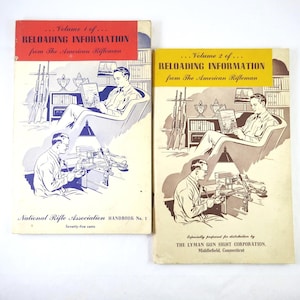 ... Volume 1 of ...
RELOADING INFORMATION
from The American Rifleman
National Rifle Association HANDBOOK No. 1
Seventy-five cents
... Volume 2 of ...
RELOADING INFORMATION
from The American Rifleman
Especially prepared for distribution by
THE LYMAN GUN SIGHT CORPORATION,
Middlefield, Connecticut